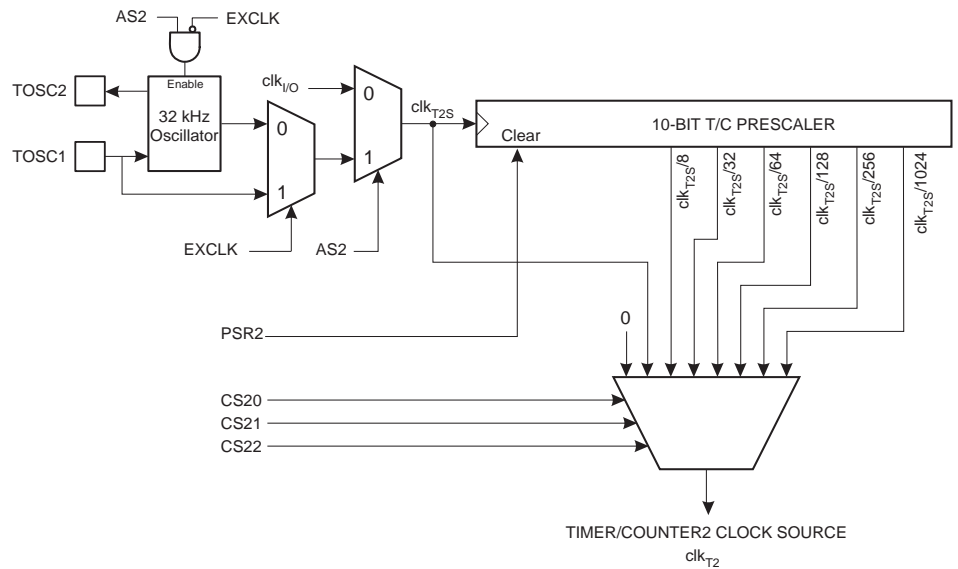 AS2
EXCLK
TOSC2
TOSC1
Enable
32 kHz
Oscillator
0
1
EXCLK
clkI/O
0
1
AS2
clkT2S
Clear
10-BIT T/C PRESCALER
clkT2S/8
clkT2S/32
clkT2S/64
clkT2S/128
clkT2S/256
clkT2S/1024
PSR2
0
CS20
CS21
CS22
TIMER/COUNTER2 CLOCK SOURCE
clkT2